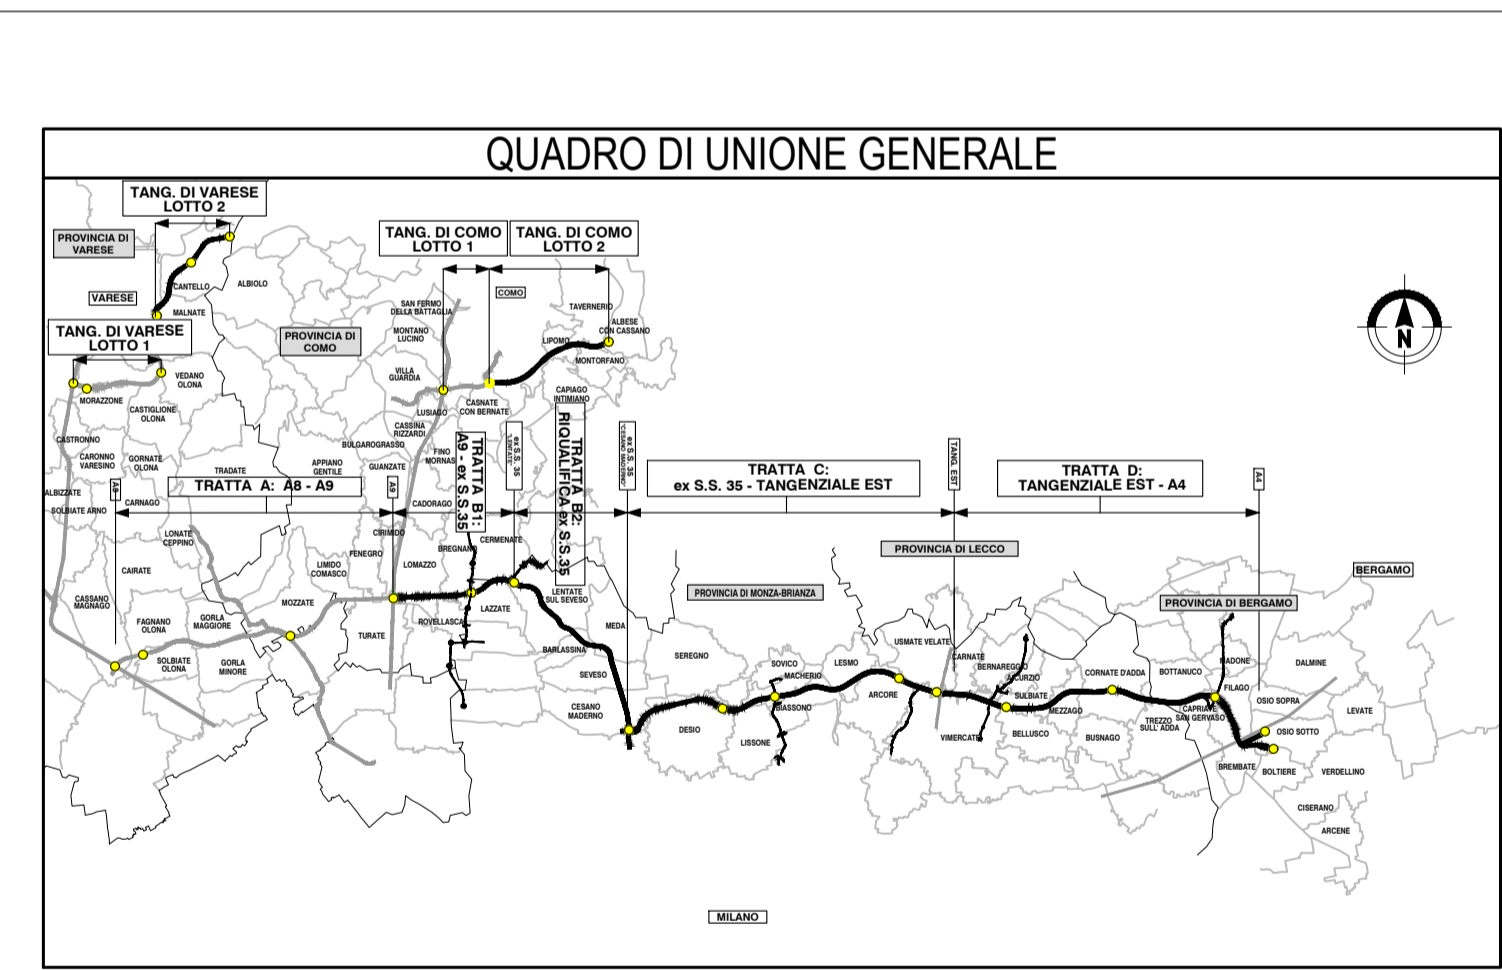 QUADRO DI UNIONE GENERALE
TANG. DI VARESE
LOTTO 2
PROVINCIA DI
VARESE
CANTELLO
ALBIOLO
VARESE
MALNATE
TANG. DI VARESE
LOTTO 1
VEDANO
OLONA
MORAZZONE
CASTIGLIONE
OLONA
PROVINCIA DI
COMO
TANG. DI COMO
LOTTO 1
TANG. DI COMO
LOTTO 2
COMO
SAN FERMO
DELLA BATTAGLIA
MONTANO
LUCINO
VILLA
GUARDIA
TAVERNERIO
ALBESE
CON CASSANO
LIPOMO
MONTORFANO
CAPIAGO
INTIMIANO
LUSIAGO
CASNATE
CON BERNATE
CASSINA
RIZZARDI
BULGAROGRASSO
FINO
MORNAS
GUANZATE
APPIANO
GENTILE
TRADATE
CASTRONNO
CARONNO
VARESINO
GORNATE
OLONA
ALBIZZATE
SOLBIATE ARNO
CARNAGO
A8
TRATTA A: A8 - A9
A9
CADORAGO
TRATTA B1:
A9 - ex S.S.35
ex S.S. 35
"LENTATE"
TRATTA B2:
RIQUALIFICA ex S.S.35
ex S.S. 35
"CESANO MADERNO"
TRATTA C:
ex S.S. 35 - TANGENZIALE EST
TANG. EST
TRATTA D:
TANGENZIALE EST - A4
A4
LONATE
CEPPINO
CIRIMIDO
FENEGRO
LIMIDO
COMASCO
LOMAZZO
BREGNANO
CERMENATE
CAIRATE
CASSANO
MAGNAGO
MOZZATE
FAGNANO
OLONA
GORLA
MAGGIORE
SOLBIATE
OLONA
GORLA
MINORE
TURATE
ROVELLASCA
LAZZATE
LENTATE
SUL SEVESO
MEDA
BARLASSINA
SEVESO
CESANO
MADERNO
PROVINCIA DI MONZA-BRIANZA
PROVINCIA DI LECCO
BERGAMO
PROVINCIA DI BERGAMO
SEREGNO
SOVICO
MACHERIO
LESMO
USMATE VELATE
CARNATE
BERNAREGGIO
AICURZIO
SULBIATE
CORNATE D'ADDA
BOTTANUCO
MADONE
DALMINE
FILAGO
OSIO SOPRA
ARCORE
BIASSONO
DESIO
LISSONE
VIMERCATE
MEZZAGO
BELLUSCO
BUSNAGO
TREZZO
SULL' ADDA
CAPRIATE
SAN GERVASO
LEVATE
OSIO SOTTO
BREMBATE
BOLTIERE
VERDELLINO
CISERANO
ARCENE
N
MILANO